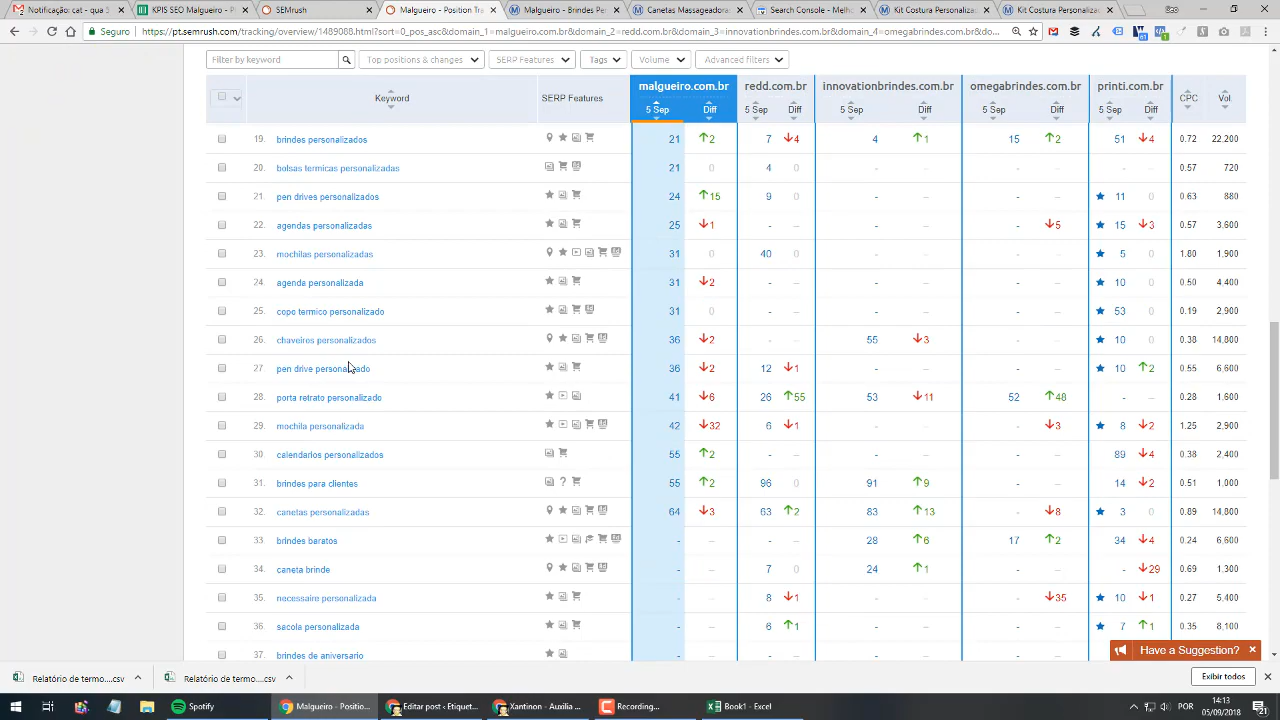 Notificação: cat - qua 5
KPIS SEO Malgueiro - P
SEMrush
Malgueiro - Position Tra
Malgueiro - Brindes Per
Canetas Massageadora
Search Console - Melh
Kit Costura Personaliza
Kit Costura Personaliza
Seguro
https://pt.semrush.com/tracking/overview/1489088.html?sort=0_pos
domain_1=malgueiro.com.br&domain_2=redd.com.br&domain_3=innovationbrindes.com.br&domain_4=omegabrindes.com.br&do...
Filter by keyword
Top positions & changes
SERP Features
Tags
Volume
Advanced filters
Keyword SERP Features malgueiro.com.br redd.com.br innovationbrindes.com.br omegabrindes.com.br printi.com.br CPC Vol.
5 Sep Diff 5 Sep Diff 5 Sep Diff 5 Sep Diff 5 Sep Diff
19. brindes personalizados 21 2 7 4 4 1 15 2 51 4 0.72 22,200
20. bolsas termicas personalizadas 21 0 4 0 - – - – - – 0.57 720
21. pen drives personalizados 24 15 9 0 - – - – 11 0 0.63 880
22. agendas personalizadas 25 1 - – - – - 5 15 3 0.57 3,600
23. mochilas personalizadas 31 0 40 – - – - – 5 0 1.80 1,900
24. agenda personalizada 31 2 - – - – - – 10 0 0.50 4,400
25. copo termico personalizado 31 0 - – - – - – 53 0 0.19 2,900
26. chaveiros personalizados 36 2 - – 55 3 - – 10 0 0.38 14,800
27. pen drive personalizado 36 2 12 1 - – - – 10 2 0.55 6,600
28. porta retrato personalizado 41 6 26 55 53 11 52 48 - – 0.28 1,600
29. mochila personalizada 42 32 6 1 - – - 3 8 2 1.25 2,900
30. calendarios personalizados 55 2 - – - – - – 89 4 0.38 2,400
31. brindes para clientes 55 2 96 0 91 9 - – 14 2 0.51 1,000
32. canetas personalizadas 64 3 63 2 83 13 - 8 3 0 0.89 14,800
33. brindes baratos - – - – 28 6 17 2 34 4 0.24 6,600
34. caneta brinde - – 7 0 24 1 - – - 29 0.69 1,300
35. necessaire personalizada - – 8 1 - – - 35 10 1 0.27 5,400
36. sacola personalizada - – 6 1 - – - – 7 1 0.35 8,100
37. brindes de aniversario
Have a Suggestion?
Relatório de termo....csv
Relatório de termo....csv
Exibir todos
Spotify
Malgueiro - Positio...
Editar post ‹ Etiquet...
Xantinon - Auxilia ...
Recording...
Book1 - Excel
POR
14:13
05/09/2018
21